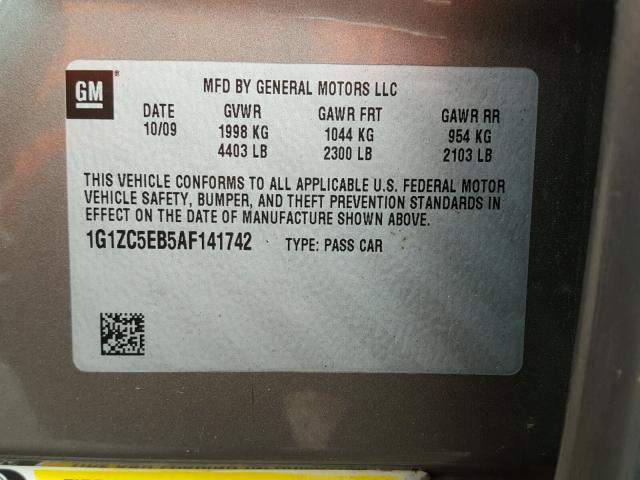 GM
MFD BY GENERAL MOTORS LLC
DATE GVWR GAWR FRT GAWR RR
10/09 1998 KG 1044 KG 954 KG
4403 LB 2300 LB 2103 LB
THIS VEHICLE CONFORMS TO ALL APPLICABLE U.S. FEDERAL MOTOR
VEHICLE SAFETY, BUMPER, AND THEFT PREVENTION STANDARDS IN
EFFECT ON THE DATE OF MANUFACTURE SHOWN ABOVE.
1G1ZC5EB5AF141742 TYPE: PASS CAR